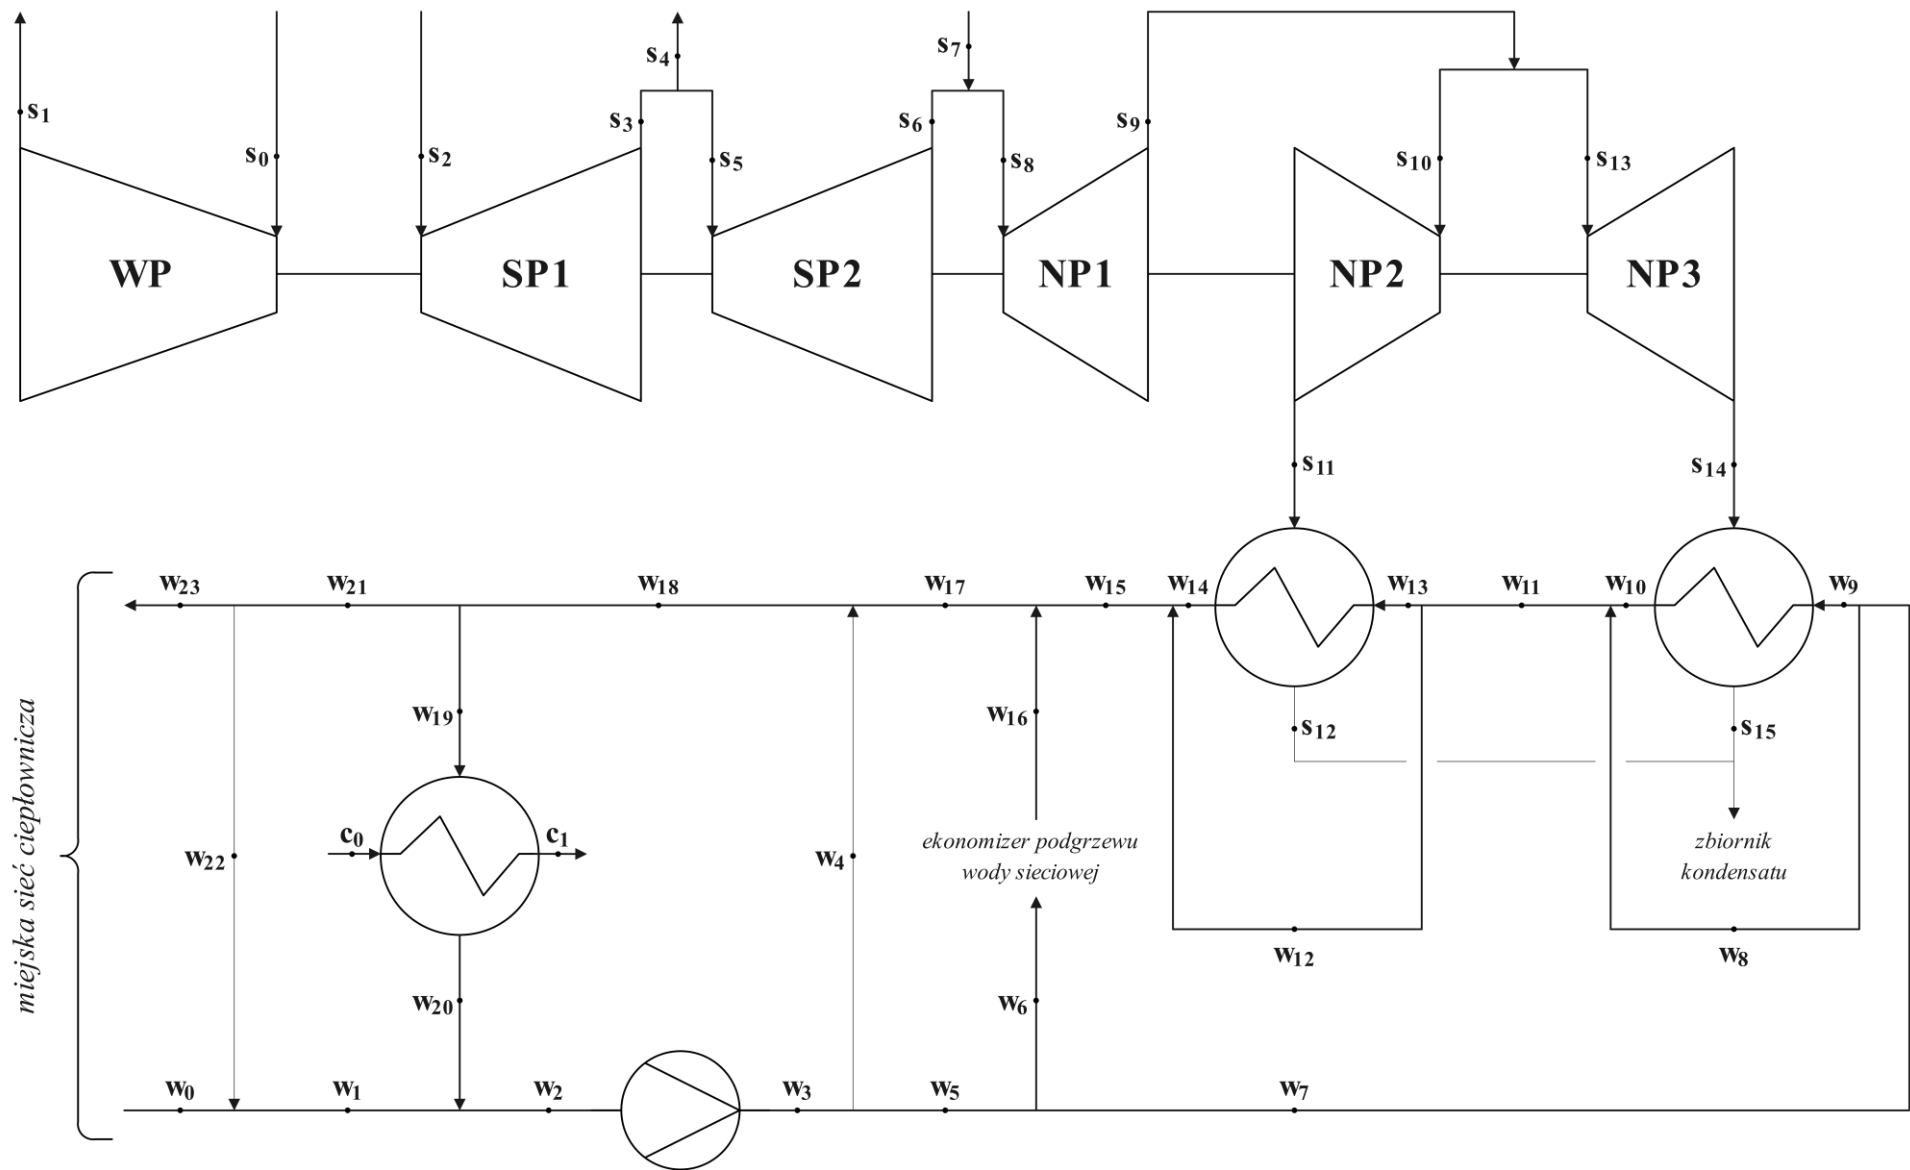 s7
s4
s1
s3
s6
s9
s0
s2
s5
s8
s10
s13
WP
SP1
SP2
NP1
NP2
NP3
s11
s14
w23
w21
w18
w17
w15
w14
w13
w11
w10
w9
w19
w16
s12
s15
miejska sieć ciepłownicza
c0
c1
w22
w4
ekonomizer podgrzewu
wody sieciowej
zbiornik
kondensatu
w12
w8
w20
w6
w0
w1
w2
w3
w5
w7